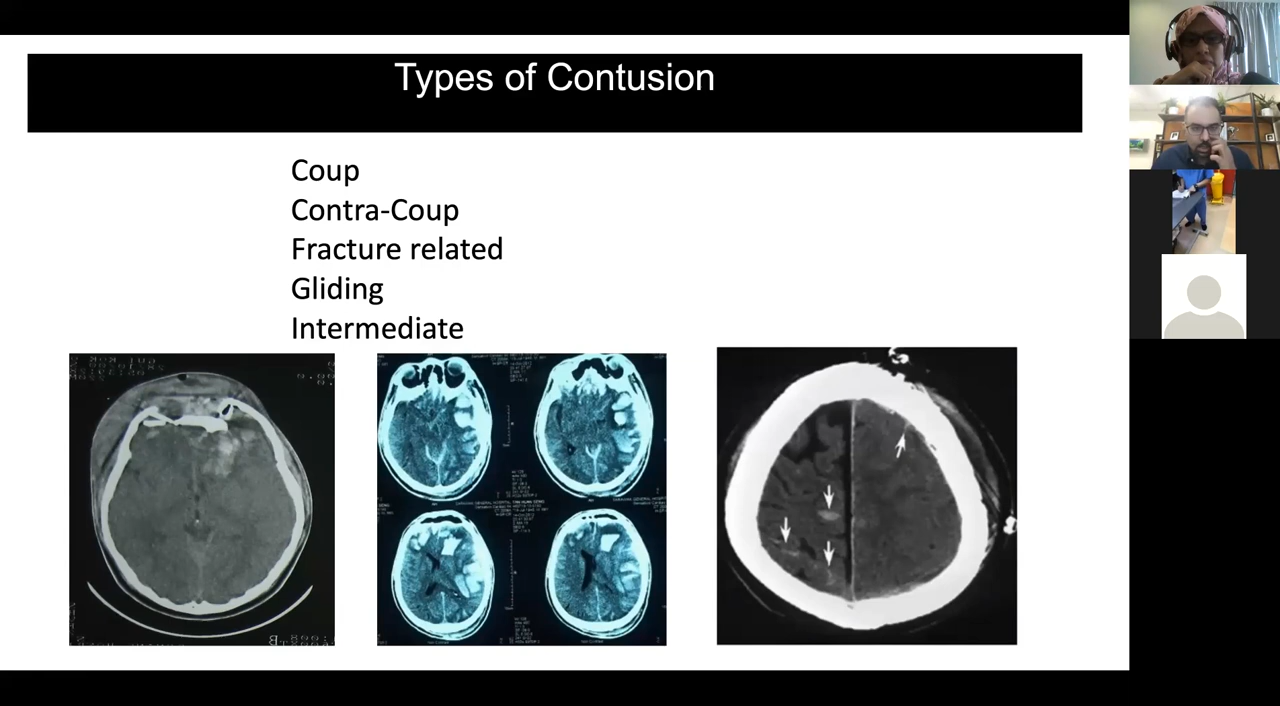 Types of Contusion
Coup
Contra-Coup
Fracture related
Gliding
Intermediate